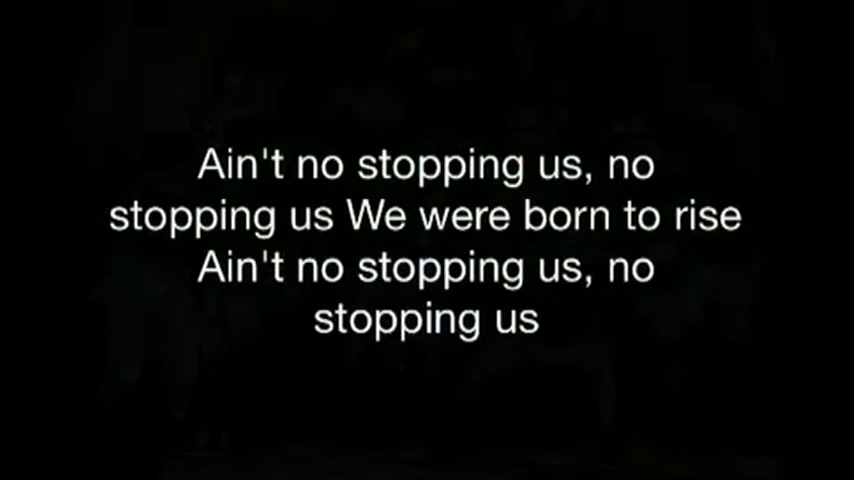 Ain't no stopping us, no
stopping us We were born to rise
Ain't no stopping us, no
stopping us